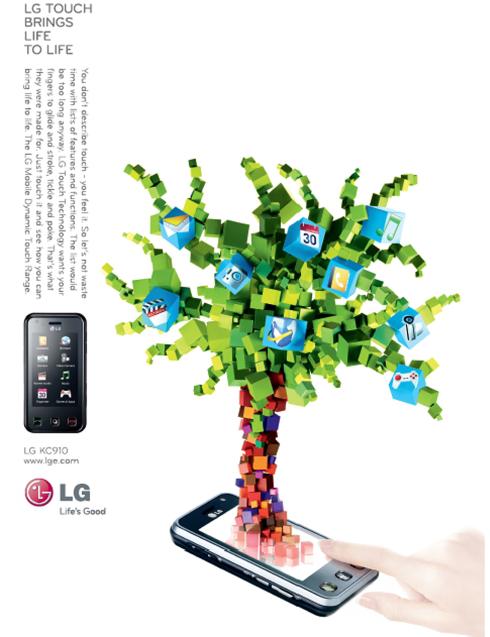 LG TOUCH
BRINGS
LIFE
TO LIFE
You don't describe touch – you feel it. So let's not waste
time with lists of features and functions. The list would
be too long anyway. LG Touch Technology wants your
fingers to glide and stroke, tickle and poke. That's what
they were made for. Just touch it and see how you can
bring life to life. The LG Mobile Dynamic Touch Range.
30
LG
LG KC910
www.lge.com
LG
Life's Good
LG